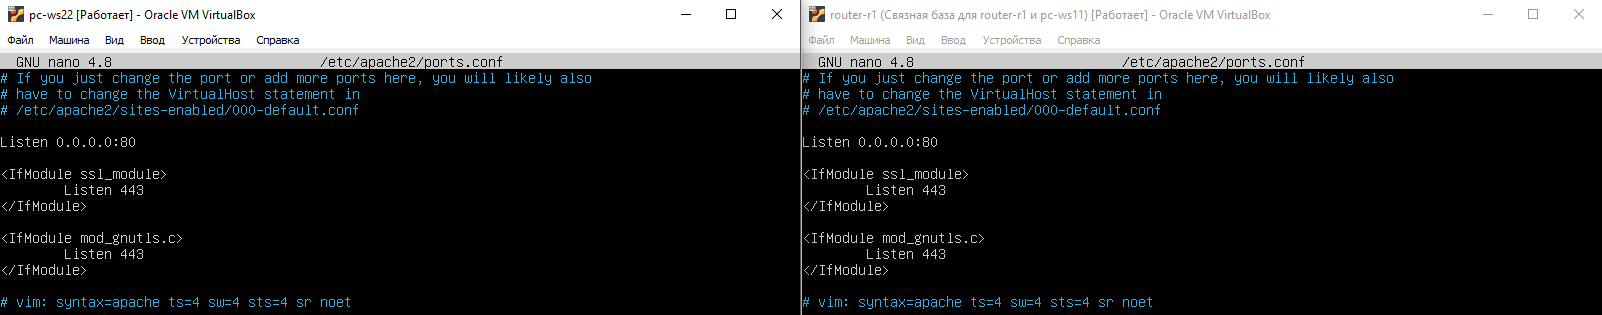 pc-ws22 [Работает] - Oracle VM VirtualBox
Файл Машина Вид Ввод Устройства Справка
GNU nano 4.8 /etc/apache2/ports.conf
# If you just change the port or add more ports here, you will likely also
# have to change the VirtualHost statement in
# /etc/apache2/sites-enabled/000-default.conf
Listen 0.0.0.0:80
<IfModule ssl_module>
Listen 443
</IfModule>
<IfModule mod_gnutls.c>
Listen 443
</IfModule>
# vim: syntax=apache ts=4 sw=4 sts=4 sr noet
router-r1 (Связная база для router-r1 и pc-ws11) [Работает] - Oracle VM VirtualBox
Файл Машина Вид Ввод Устройства Справка
GNU nano 4.8 /etc/apache2/ports.conf
# If you just change the port or add more ports here, you will likely also
# have to change the VirtualHost statement in
# /etc/apache2/sites-enabled/000-default.conf
Listen 0.0.0.0:80
<IfModule ssl_module>
Listen 443
</IfModule>
<IfModule mod_gnutls.c>
Listen 443
</IfModule>
# vim: syntax=apache ts=4 sw=4 sts=4 sr noet